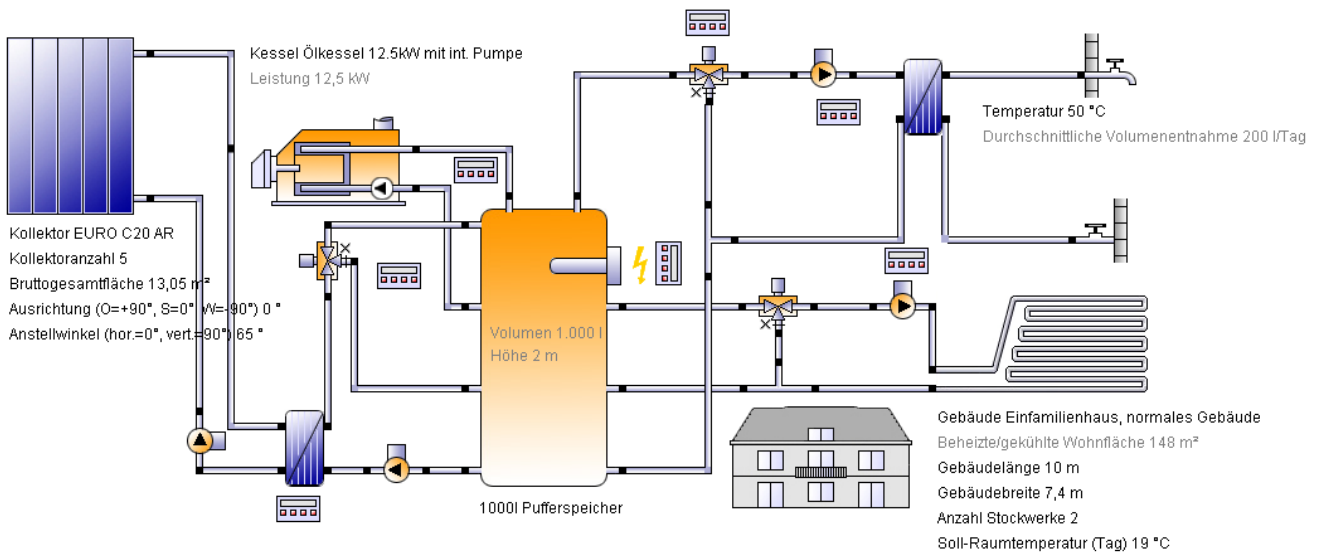 Kessel Ölkessel 12.5kW mit int. Pumpe
Leistung 12,5 kW
Temperatur 50 °C
Durchschnittliche Volumenentnahme 200 l/Tag
Kollektor EURO C20 AR
Kollektoranzahl 5
Bruttogesamtfläche 13,05 m²
Ausrichtung (O=+90°, S=0°, W=-90°) 0 °
Anstellwinkel (hor.=0°, vert.=90°) 65 °
Volumen 1.000 l
Höhe 2 m
1000l Pufferspeicher
Gebäude Einfamilienhaus, normales Gebäude
Beheizte/gekühlte Wohnfläche 148 m²
Gebäudelänge 10 m
Gebäudebreite 7,4 m
Anzahl Stockwerke 2
Soll-Raumtemperatur (Tag) 19 °C